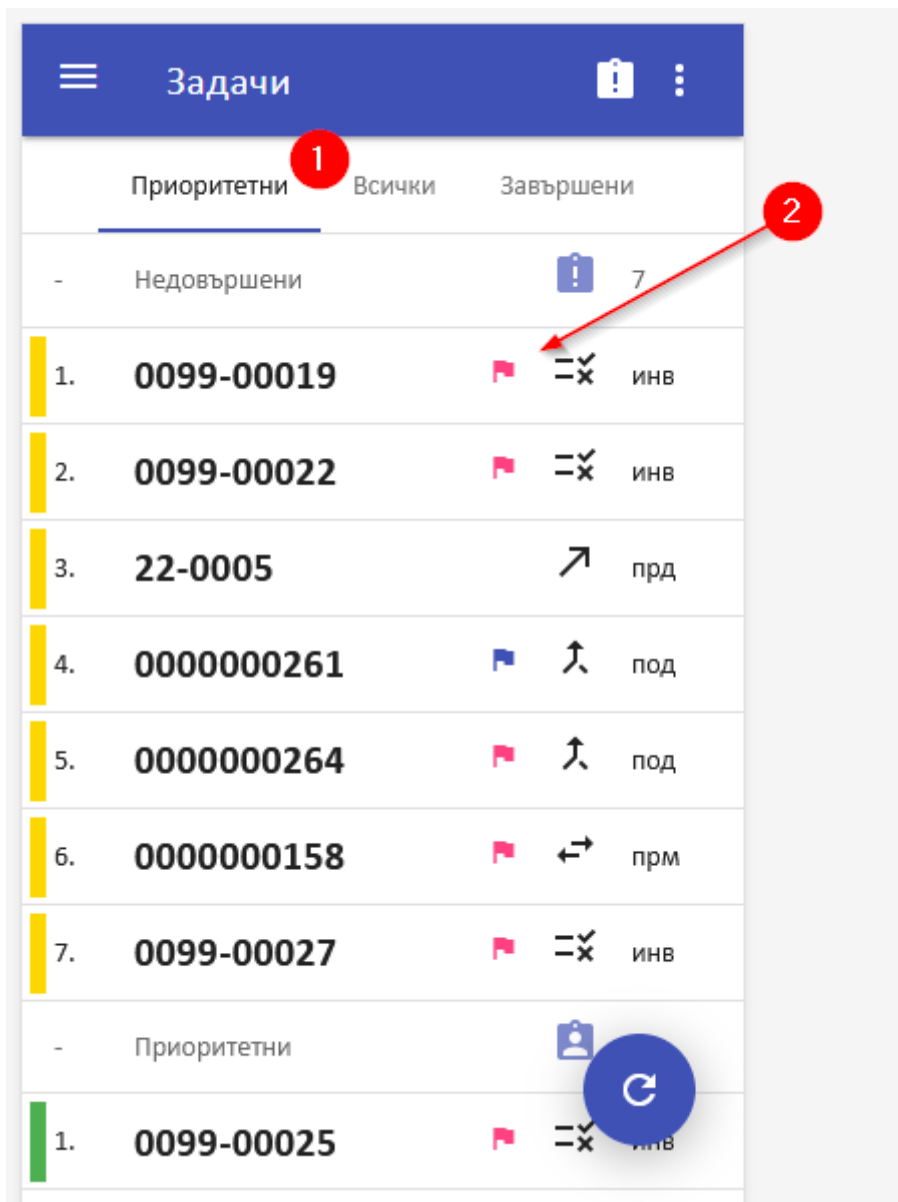 Задачи
1
Приоритетни Всички Завършени
2
- Недовършени 7
1. 0099-00019 инв
2. 0099-00022 инв
3. 22-0005 прд
4. 0000000261 под
5. 0000000264 под
6. 0000000158 прм
7. 0099-00027 инв
- Приоритетни
1. 0099-00025 инв